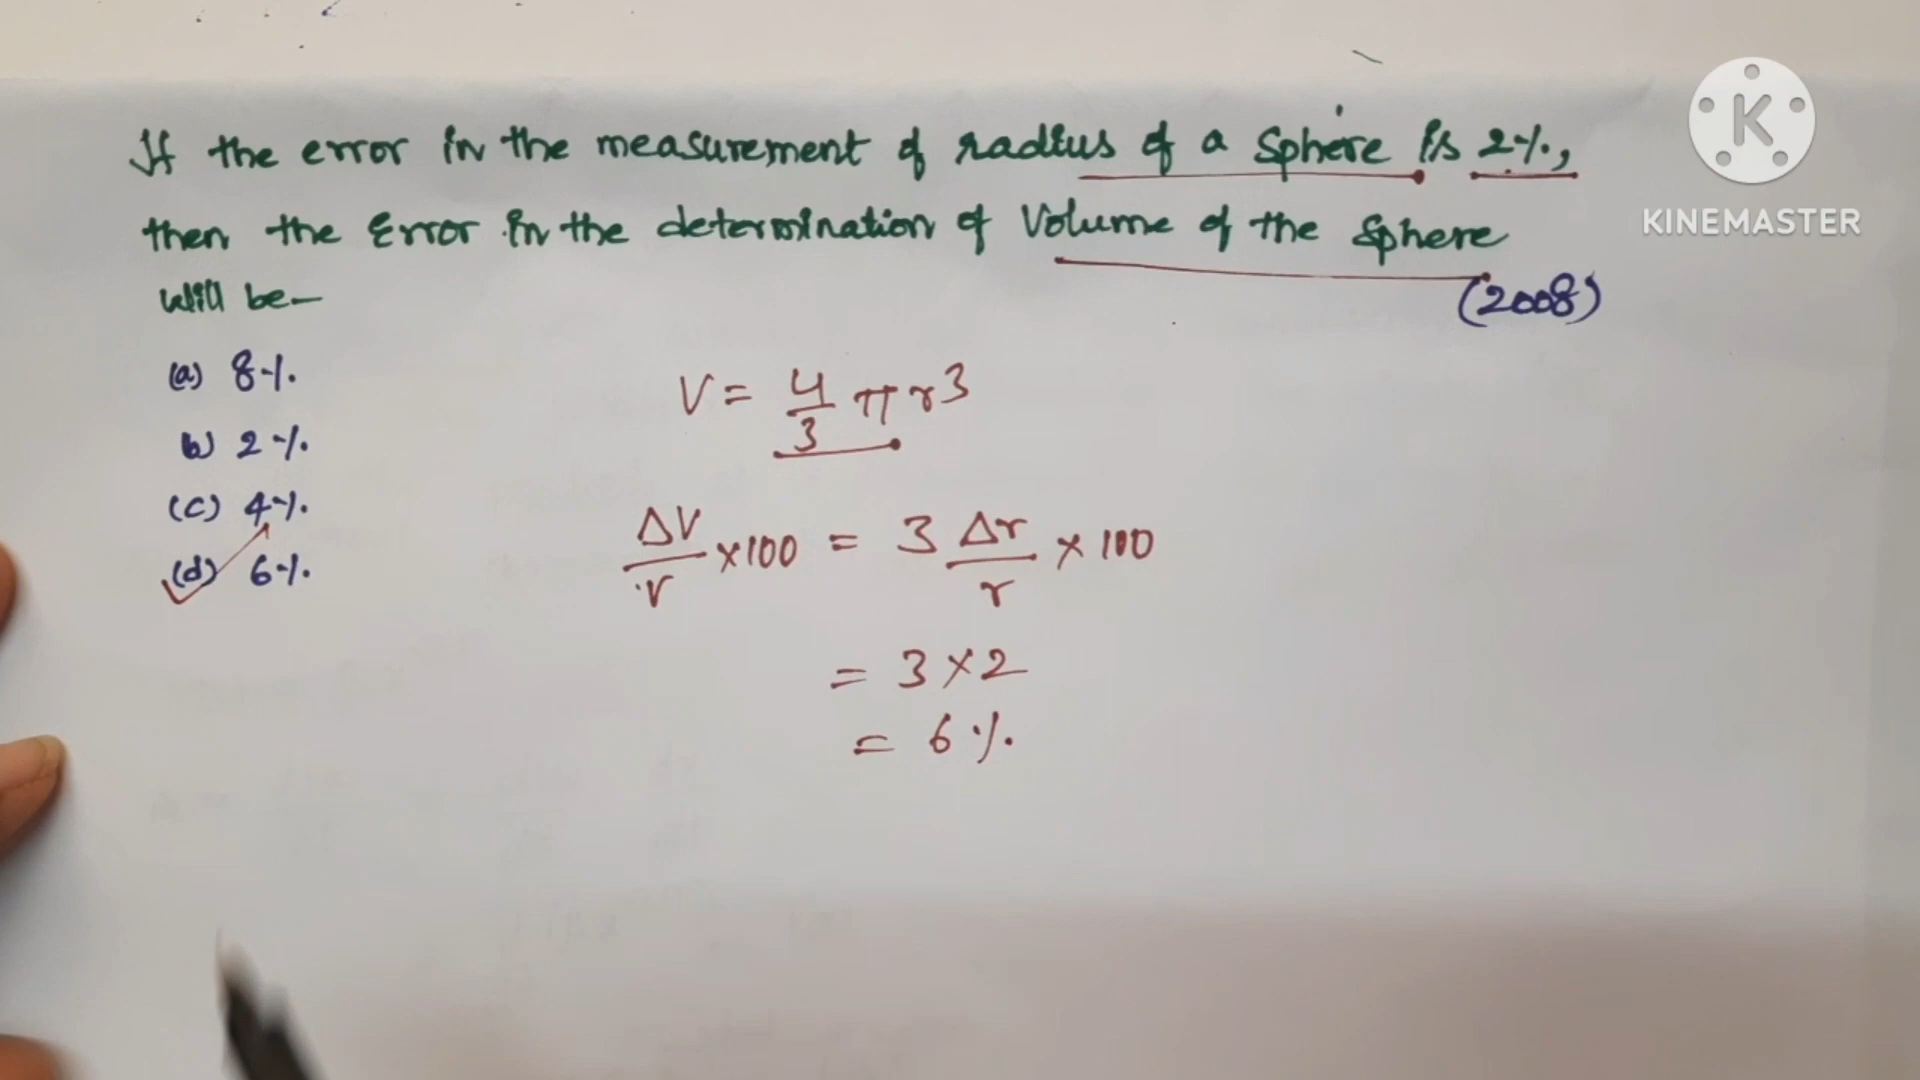 If the error in the measurement of radius of a Sphere is 2%,
then the Error in the determination of Volume of the Sphere
will be-
(2008)
(a) 8%.
b) 2%.
(c) 4%.
(d) 6%.
V = 4/3 π r3
ΔV/V ×100 = 3 Δr/r × 100
= 3×2
= 6%.
K
KINEMASTER